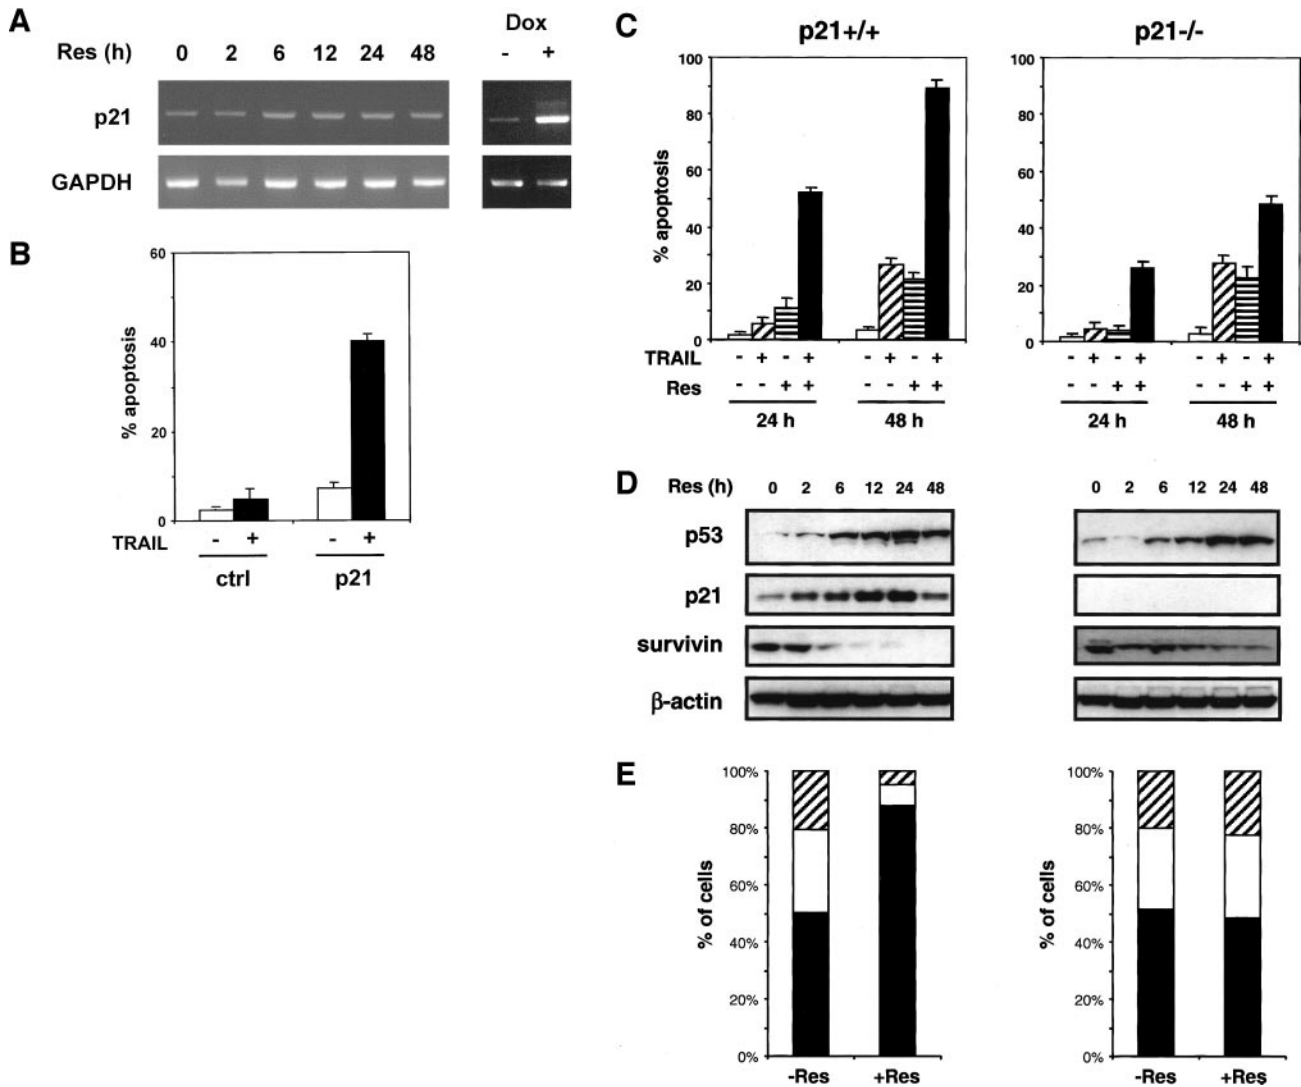 A
Res (h) 0 2 6 12 24 48
Dox
- +
p21
GAPDH
B
% apoptosis
60
40
20
0
TRAIL - + - +
ctrl p21
C
p21+/+ p21-/-
% apoptosis
100
80
60
40
20
0
TRAIL - + - + - + - +
Res - - + + - - + +
24 h 48 h
% apoptosis
100
80
60
40
20
0
- + - + - + - +
- - + + - - + +
24 h 48 h
D
Res (h) 0 2 6 12 24 48 0 2 6 12 24 48
p53
p21
survivin
β-actin
E
% of cells
100%
80%
60%
40%
20%
0%
-Res +Res
% of cells
100%
80%
60%
40%
20%
0%
-Res +Res